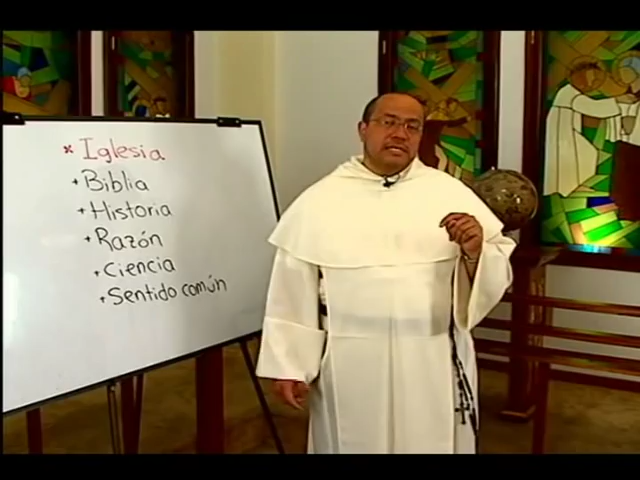 * Iglesia
+ Biblia
+ Historia
+ Razón
+ Ciencia
+ Sentido común